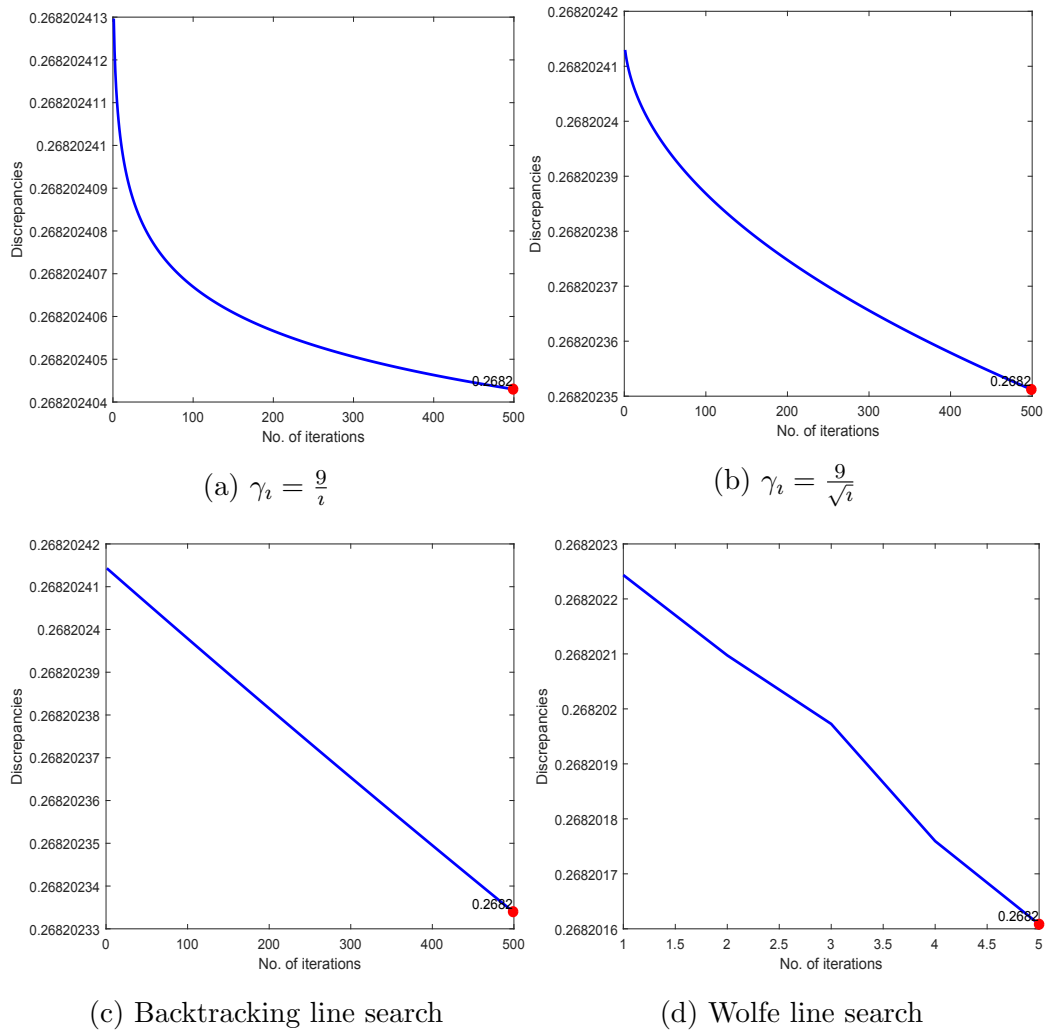 0.268202413
0.268202412
0.268202411
0.26820241
0.268202409
0.268202408
0.268202407
0.268202406
0.268202405
0.268202404
Discrepancies
0.2682
0 100 200 300 400 500
No. of iterations
(a) γ_ı = 9/ı
0.26820242
0.26820241
0.2682024
0.26820239
0.26820238
0.26820237
0.26820236
0.26820235
Discrepancies
0.2682
0 100 200 300 400 500
No. of iterations
(b) γ_ı = 9/√ı
0.26820242
0.26820241
0.2682024
0.26820239
0.26820238
0.26820237
0.26820236
0.26820235
0.26820234
0.26820233
Discrepancies
0.2682
0 100 200 300 400 500
No. of iterations
(c) Backtracking line search
0.2682023
0.2682022
0.2682021
0.268202
0.2682019
0.2682018
0.2682017
0.2682016
Discrepancies
0.2682
1 1.5 2 2.5 3 3.5 4 4.5 5
No. of iterations
(d) Wolfe line search